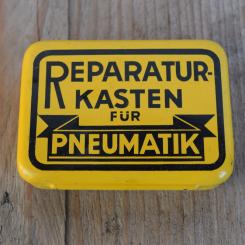 REPARATUR-
KASTEN
FÜR
PNEUMATIK